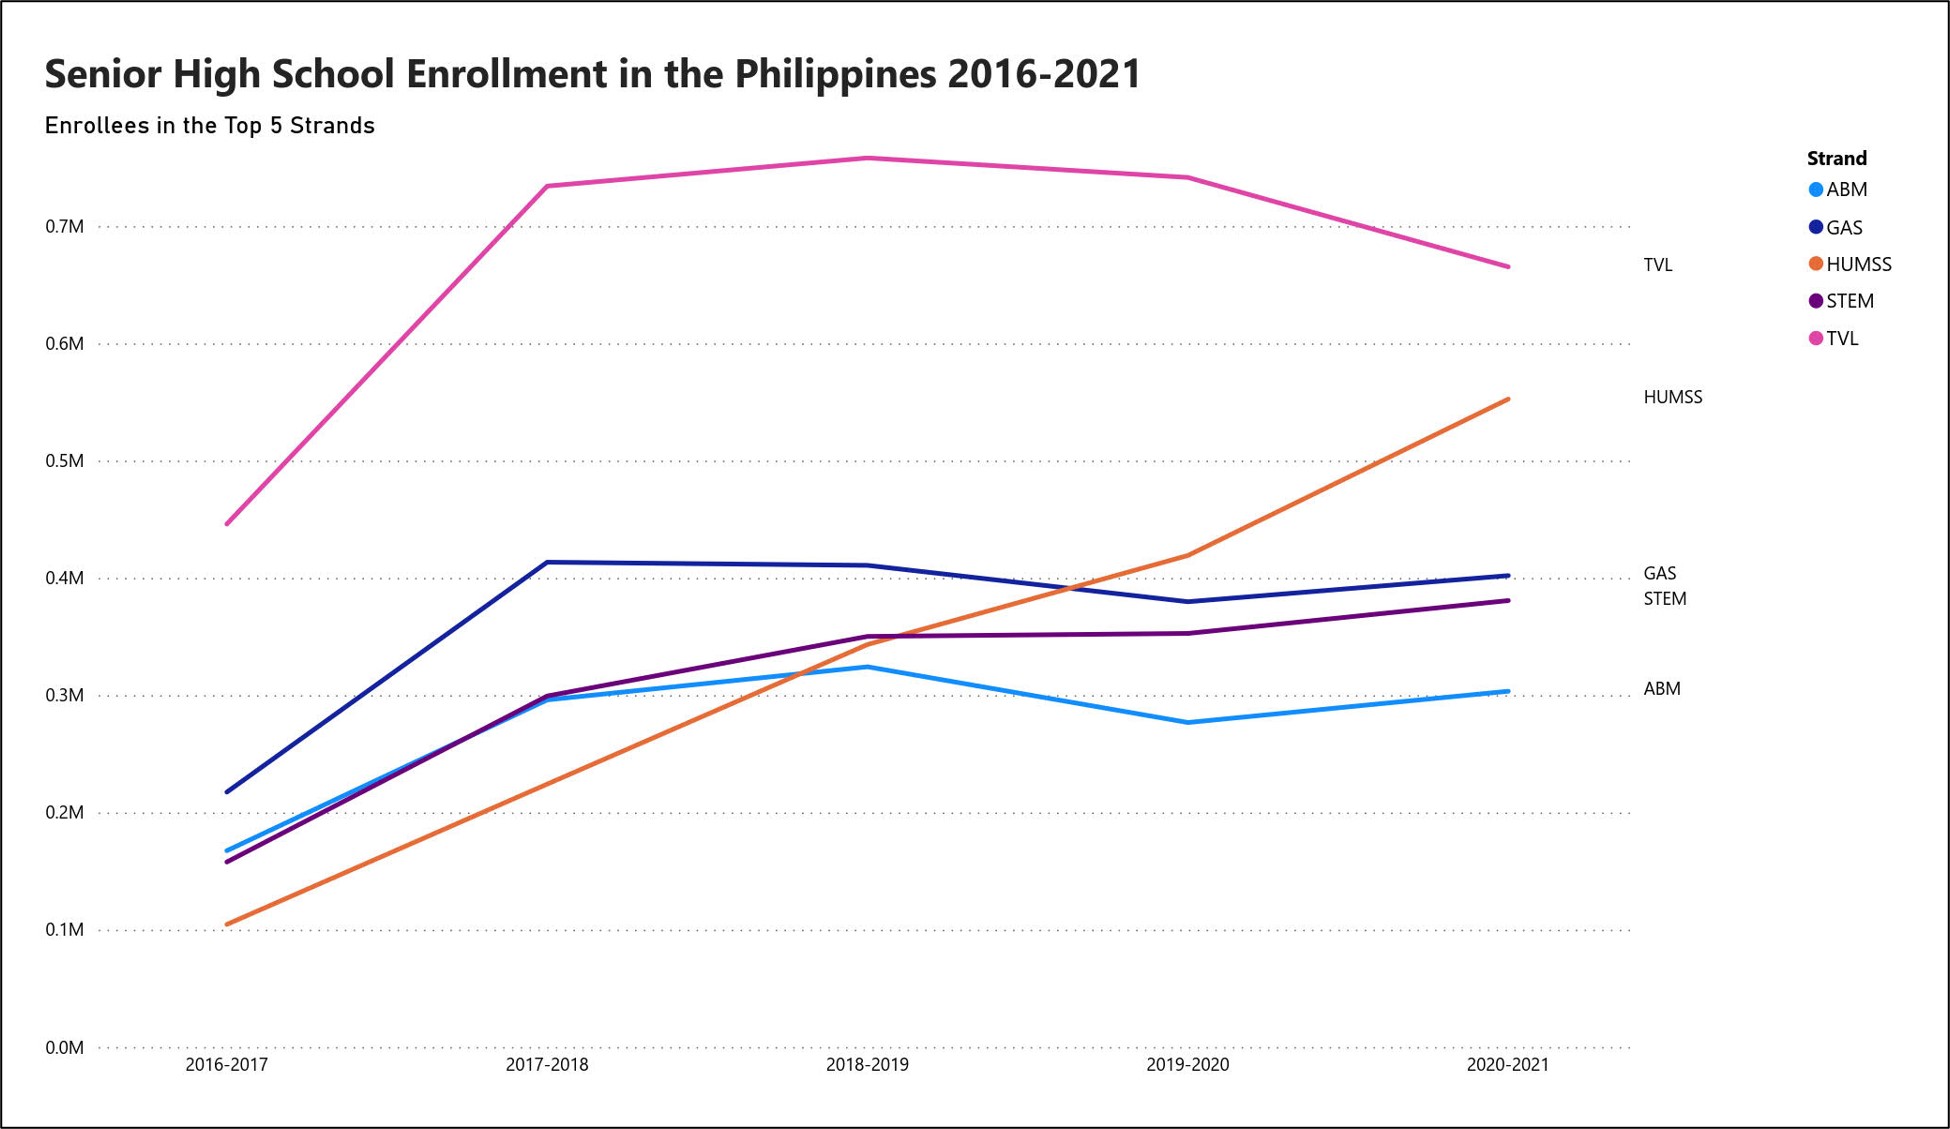 Senior High School Enrollment in the Philippines 2016-2021
Enrollees in the Top 5 Strands
Strand
ABM
GAS
HUMSS
STEM
TVL
0.7M
0.6M
0.5M
0.4M
0.3M
0.2M
0.1M
0.0M
TVL
HUMSS
GAS
STEM
ABM
2016-2017 2017-2018 2018-2019 2019-2020 2020-2021